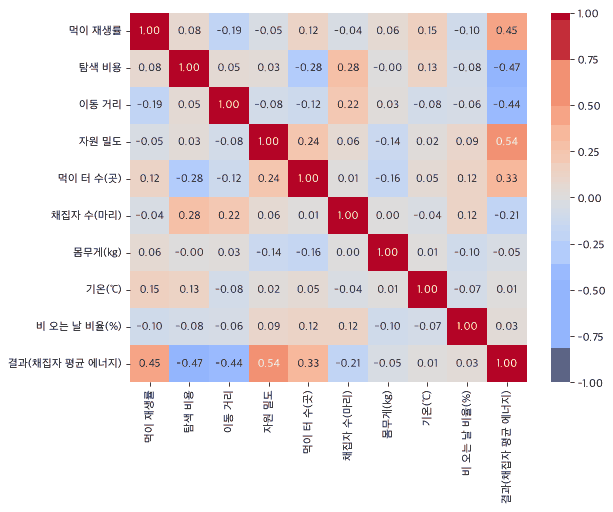 먹이 재생률 1.00 0.08 -0.19 -0.05 0.12 -0.04 0.06 0.15 -0.10 0.45
탐색 비용 0.08 1.00 0.05 0.03 -0.28 0.28 -0.00 0.13 -0.08 -0.47
이동 거리 -0.19 0.05 1.00 -0.08 -0.12 0.22 0.03 -0.08 -0.06 -0.44
자원 밀도 -0.05 0.03 -0.08 1.00 0.24 0.06 -0.14 0.02 0.09 0.54
먹이 터 수(곳) 0.12 -0.28 -0.12 0.24 1.00 0.01 -0.16 0.05 0.12 0.33
채집자 수(마리) -0.04 0.28 0.22 0.06 0.01 1.00 0.00 -0.04 0.12 -0.21
몸무게(kg) 0.06 -0.00 0.03 -0.14 -0.16 0.00 1.00 0.01 -0.10 -0.05
기온(℃) 0.15 0.13 -0.08 0.02 0.05 -0.04 0.01 1.00 -0.07 0.01
비 오는 날 비율(%) -0.10 -0.08 -0.06 0.09 0.12 0.12 -0.10 -0.07 1.00 0.03
결과(채집자 평균 에너지) 0.45 -0.47 -0.44 0.54 0.33 -0.21 -0.05 0.01 0.03 1.00
먹이 재생률
탐색 비용
이동 거리
자원 밀도
먹이 터 수(곳)
채집자 수(마리)
몸무게(kg)
기온(℃)
비 오는 날 비율(%)
결과(채집자 평균 에너지)
1.00
0.75
0.50
0.25
0.00
-0.25
-0.50
-0.75
-1.00